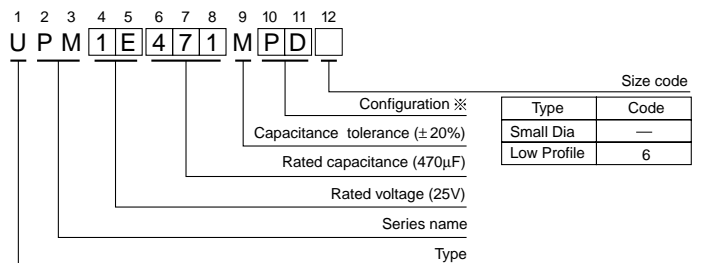 1 2 3 4 5 6 7 8 9 10 11 12
U P M 1 E 4 7 1 M P D
Size code
Configuration ※
Type Code
Capacitance tolerance (±20%)
Small Dia —
Rated capacitance (470μF)
Low Profile 6
Rated voltage (25V)
Series name
Type